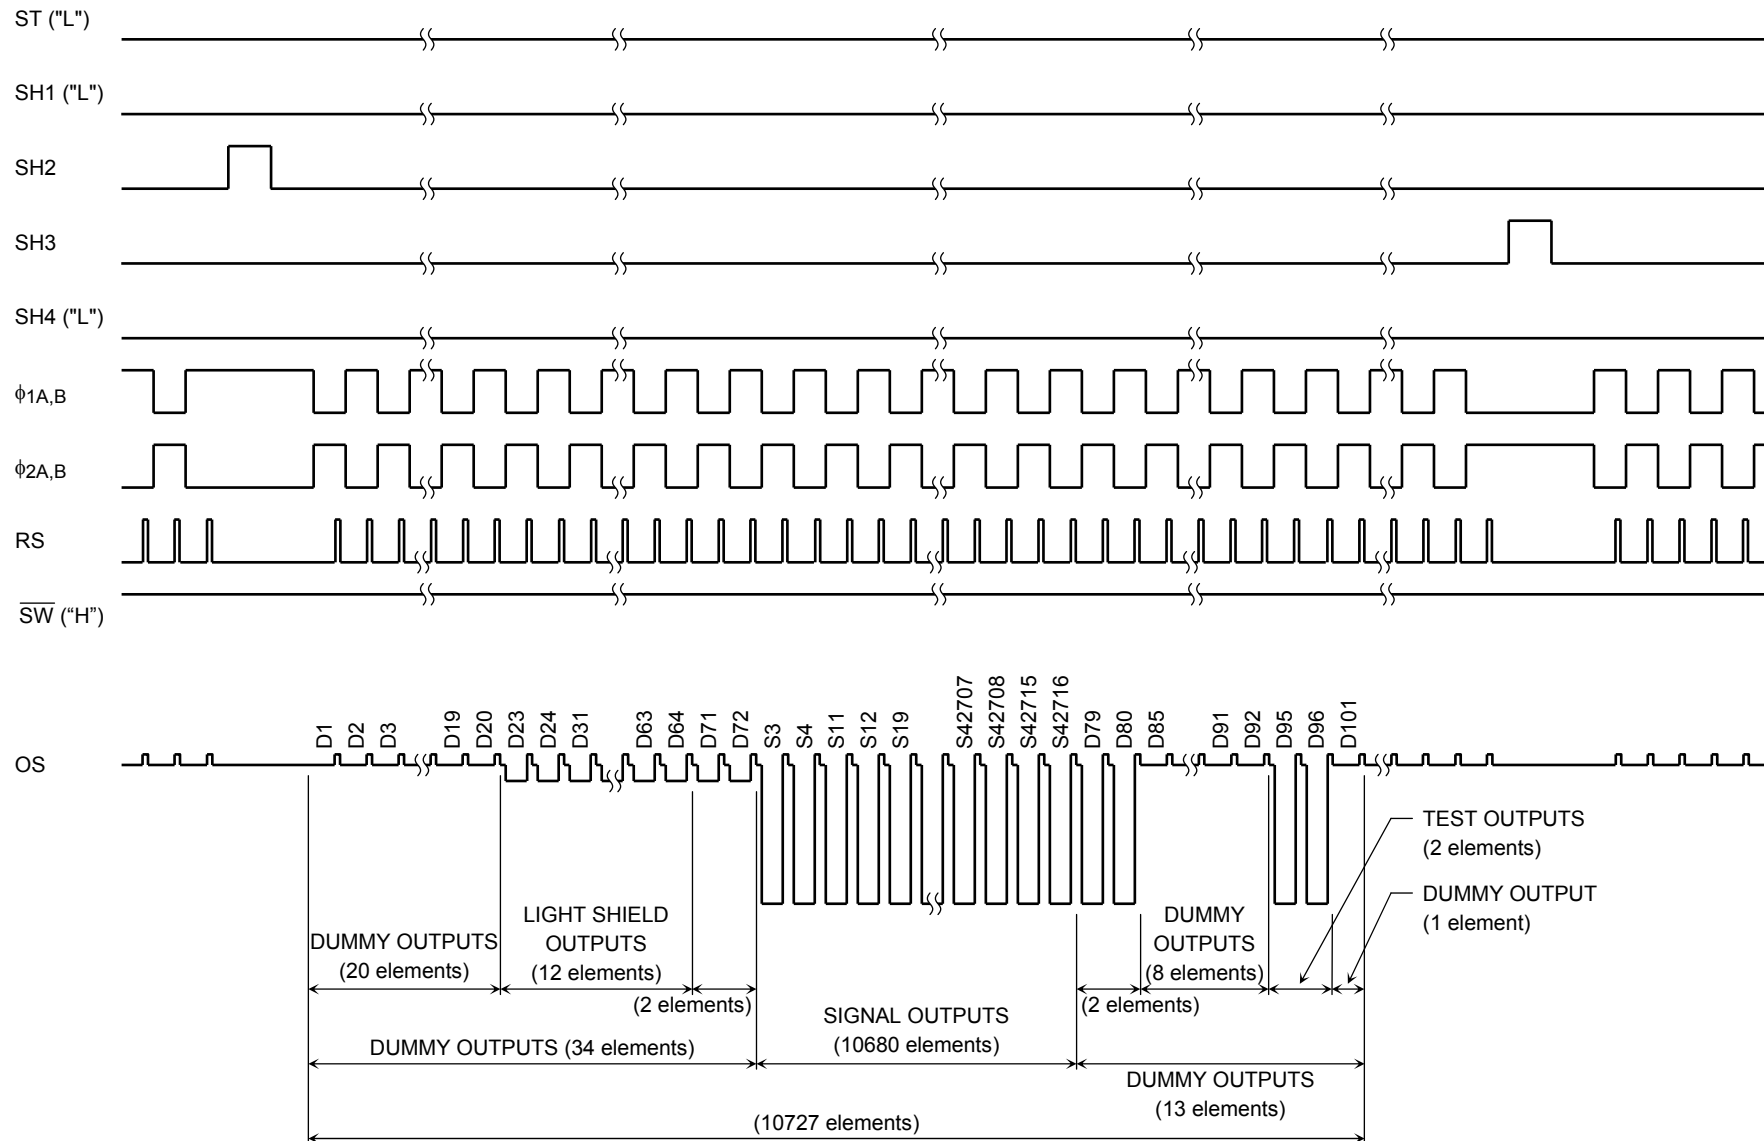 ST ("L")
SH1 ("L")
SH2
SH3
SH4 ("L")
ϕ1A,B
ϕ2A,B
RS
SW (“H”)
OS
D1
D2
D3
D19
D20
D23
D24
D31
D63
D64
D71
D72
S3
S4
S11
S12
S19
S42707
S42708
S42715
S42716
D79
D80
D85
D91
D92
D95
D96
D101
TEST OUTPUTS
(2 elements)
DUMMY OUTPUT
(1 element)
DUMMY OUTPUTS
(20 elements)
LIGHT SHIELD
OUTPUTS
(12 elements)
(2 elements)
DUMMY
OUTPUTS
(8 elements)
(2 elements)
SIGNAL OUTPUTS
(10680 elements)
DUMMY OUTPUTS (34 elements)
DUMMY OUTPUTS
(13 elements)
(10727 elements)